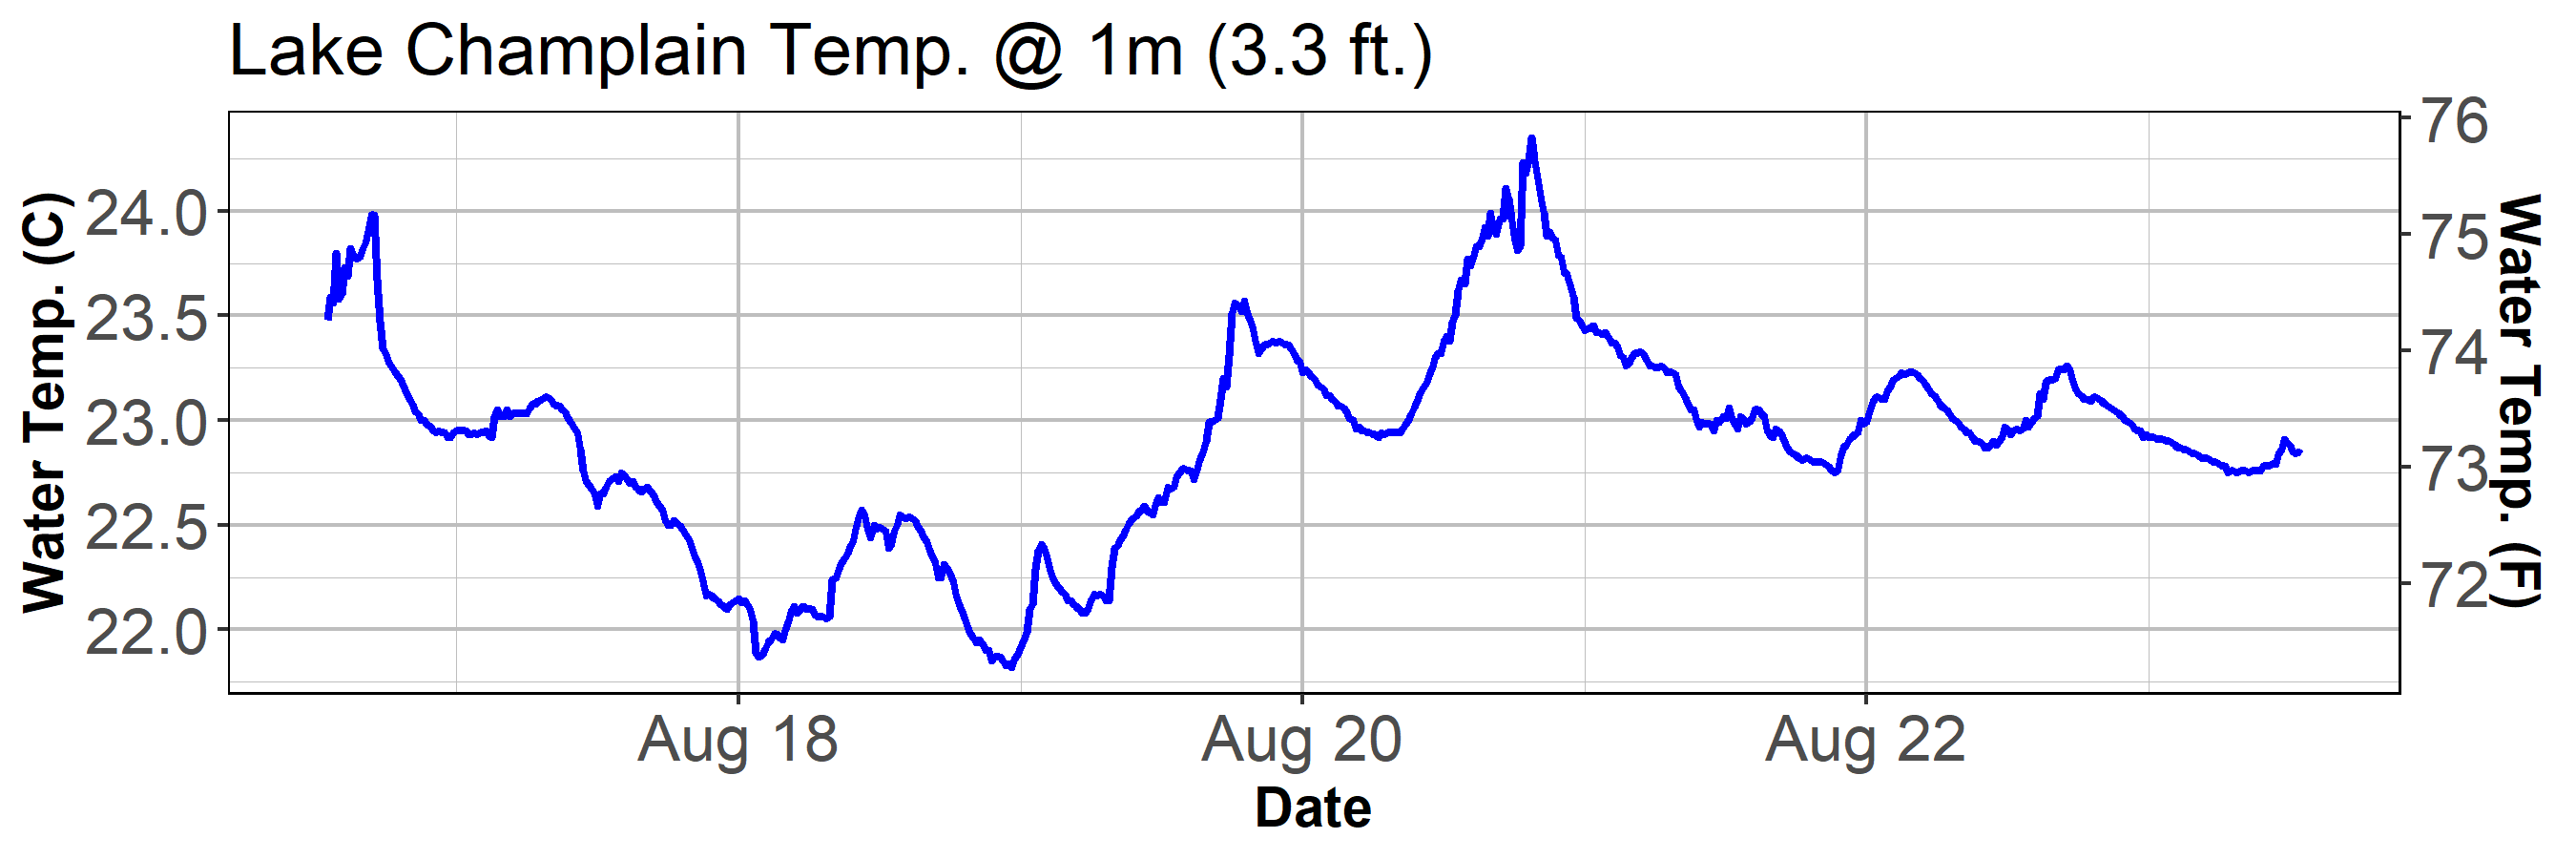 Lake Champlain Temp. @ 1m (3.3 ft.)
Water Temp. (C)
24.0
23.5
23.0
22.5
22.0
76
75
74
73
72
Water Temp. (F)
Aug 18
Aug 20
Aug 22
Date